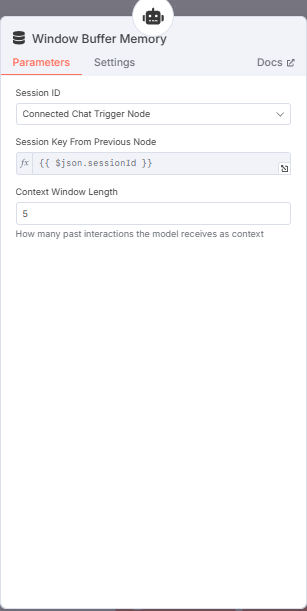 Window Buffer Memory
Parameters Settings Docs
Session ID
Connected Chat Trigger Node
Session Key From Previous Node
fx {{ $json.sessionId }}
Context Window Length
5
How many past interactions the model receives as context